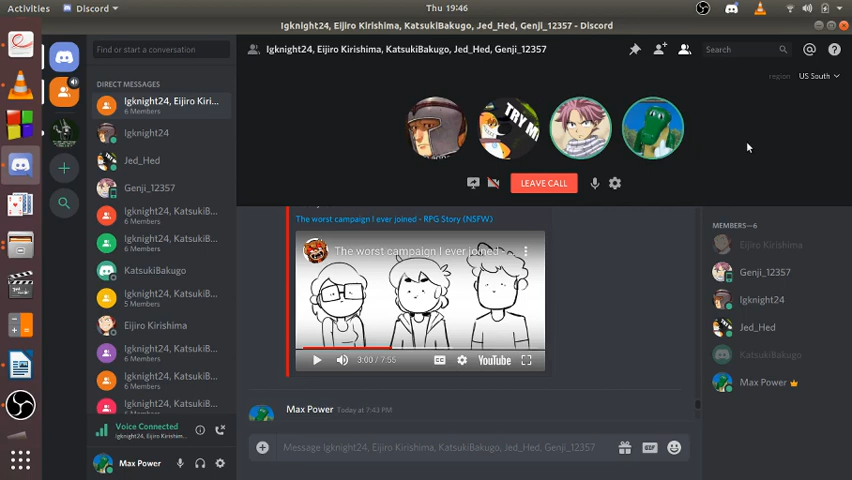 Activities
Discord
Thu 19:46
Igknight24, Eijiro Kirishima, KatsukiBakugo, Jed_Hed, Genji_12357 - Discord
Find or start a conversation
Igknight24, Eijiro Kirishima, KatsukiBakugo, Jed_Hed, Genji_12357
Search
region
US South
DIRECT MESSAGES
Igknight24, Eijiro Kiri...
6 Members
Igknight24
Jed_Hed
Genji_12357
Igknight24, KatsukiB...
6 Members
Igknight24, KatsukiB...
6 Members
KatsukiBakugo
Igknight24, KatsukiB...
5 Members
Eijiro Kirishima
Igknight24, KatsukiB...
6 Members
Igknight24, KatsukiB...
6 Members
Igknight24, KatsukiB...
Voice Connected
Igknight24, Eijiro Kirishim...
Max Power
TRY M
LEAVE CALL
The worst campaign I ever joined - RPG Story (NSFW)
The worst campaign I ever joined -
3:00 / 7:55
CC
YouTube
Max Power Today at 7:43 PM
Message Igknight24, Eijiro Kirishima, KatsukiBakugo, Jed_Hed, Genji_12357
GIF
MEMBERS—6
Eijiro Kirishima
Genji_12357
Igknight24
Jed_Hed
KatsukiBakugo
Max Power